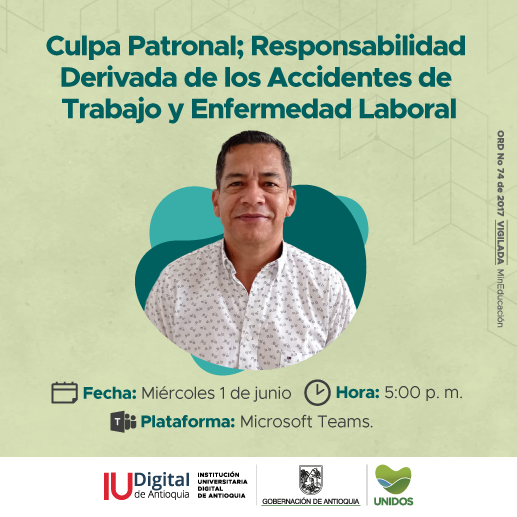 Culpa Patronal; Responsabilidad
Derivada de los Accidentes de
Trabajo y Enfermedad Laboral
ORD No 74 de 2017 VIGILADA MinEducación
Fecha: Miércoles 1 de junio
Hora: 5:00 p. m.
Plataforma: Microsoft Teams.
IU Digital
de Antioquia
INSTITUCIÓN
UNIVERSITARIA
DIGITAL
DE ANTIOQUIA
GOBERNACIÓN DE ANTIOQUIA
UNIDOS